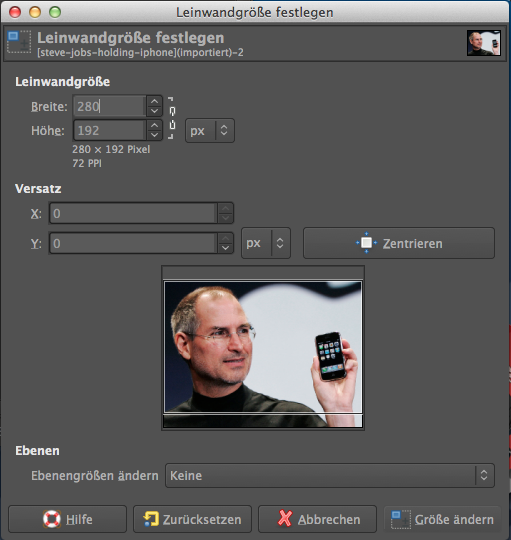 Leinwandgröße festlegen
Leinwandgröße festlegen
[steve-jobs-holding-iphone](importiert)-2
Leinwandgröße
Breite: 280
Höhe: 192 px
280 × 192 Pixel
72 PPI
Versatz
X: 0
Y: 0 px Zentrieren
Ebenen
Ebenengrößen ändern Keine
Hilfe Zurücksetzen Abbrechen Größe ändern